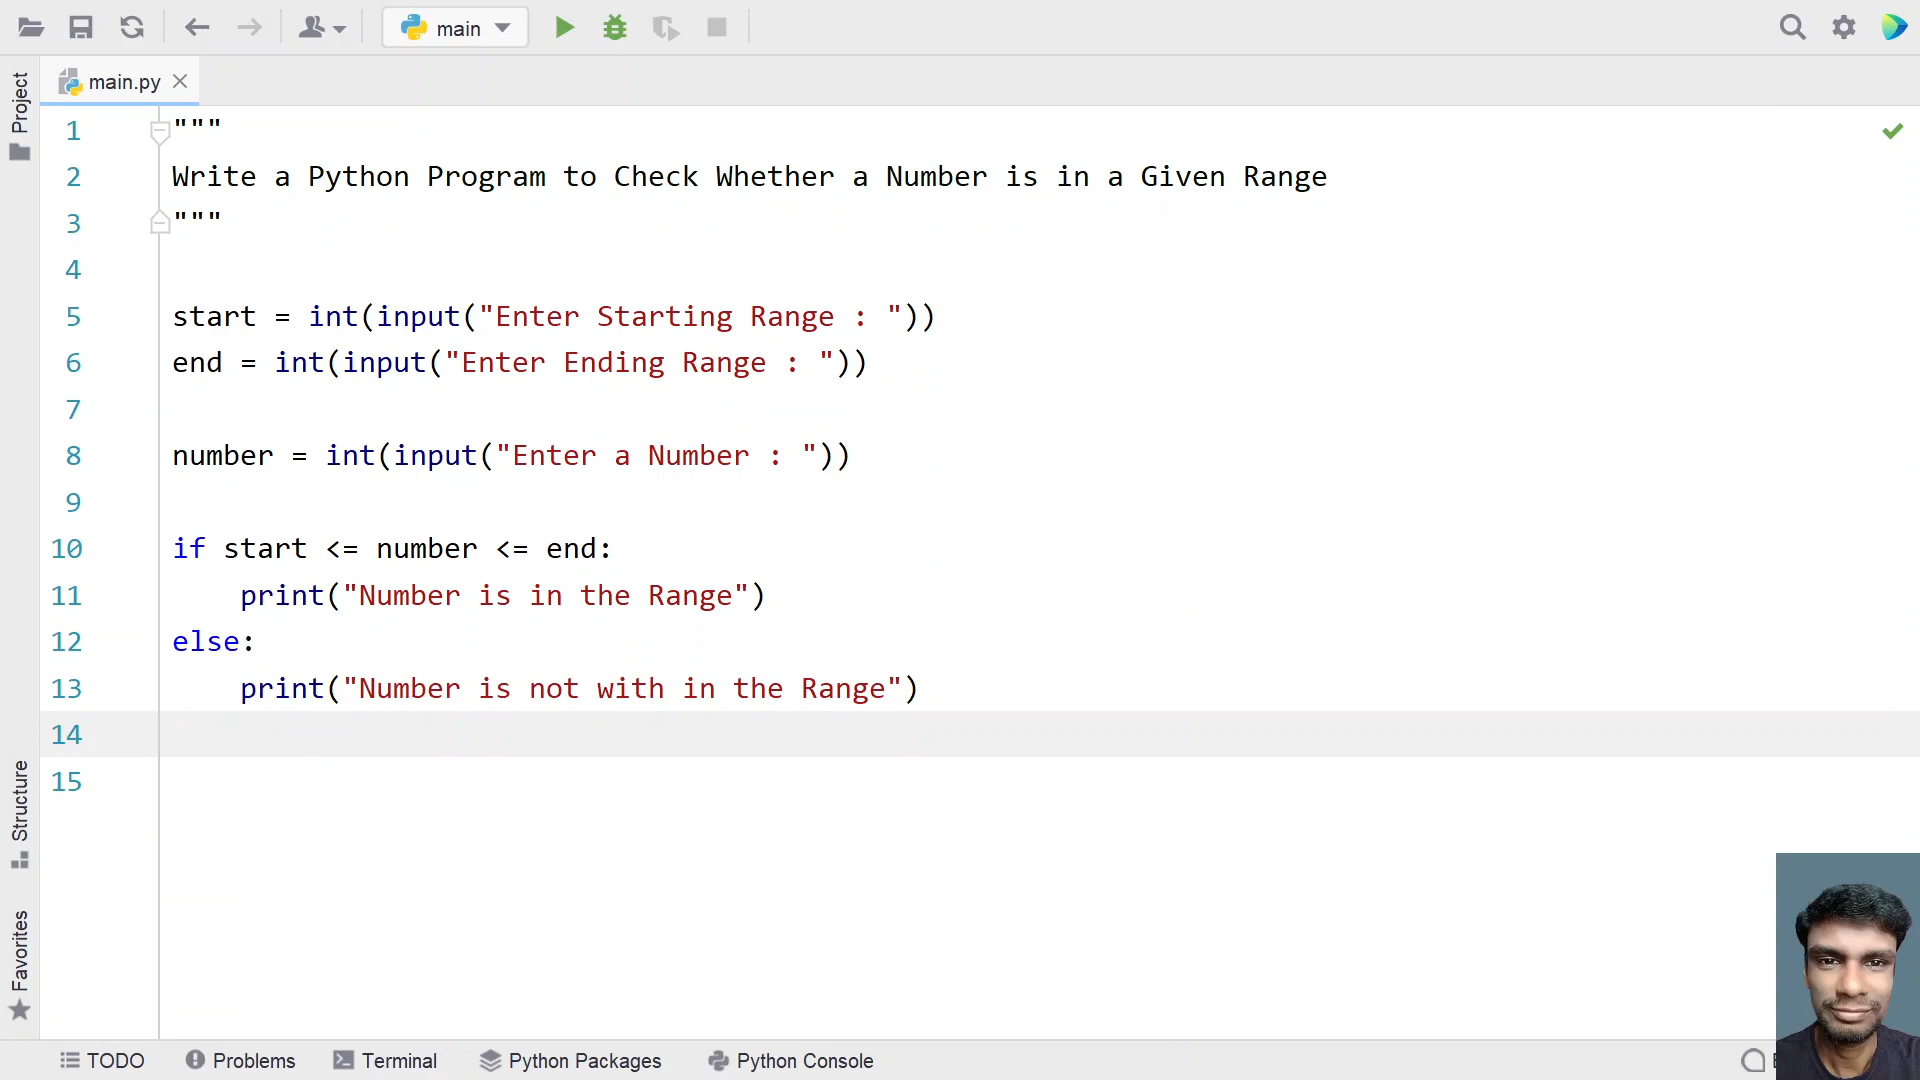 main
Project
main.py
1 """
2 Write a Python Program to Check Whether a Number is in a Given Range
3 """
4
5 start = int(input("Enter Starting Range : "))
6 end = int(input("Enter Ending Range : "))
7
8 number = int(input("Enter a Number : "))
9
10 if start <= number <= end:
11     print("Number is in the Range")
12 else:
13     print("Number is not with in the Range")
14
15
Structure
Favorites
TODO Problems Terminal Python Packages Python Console